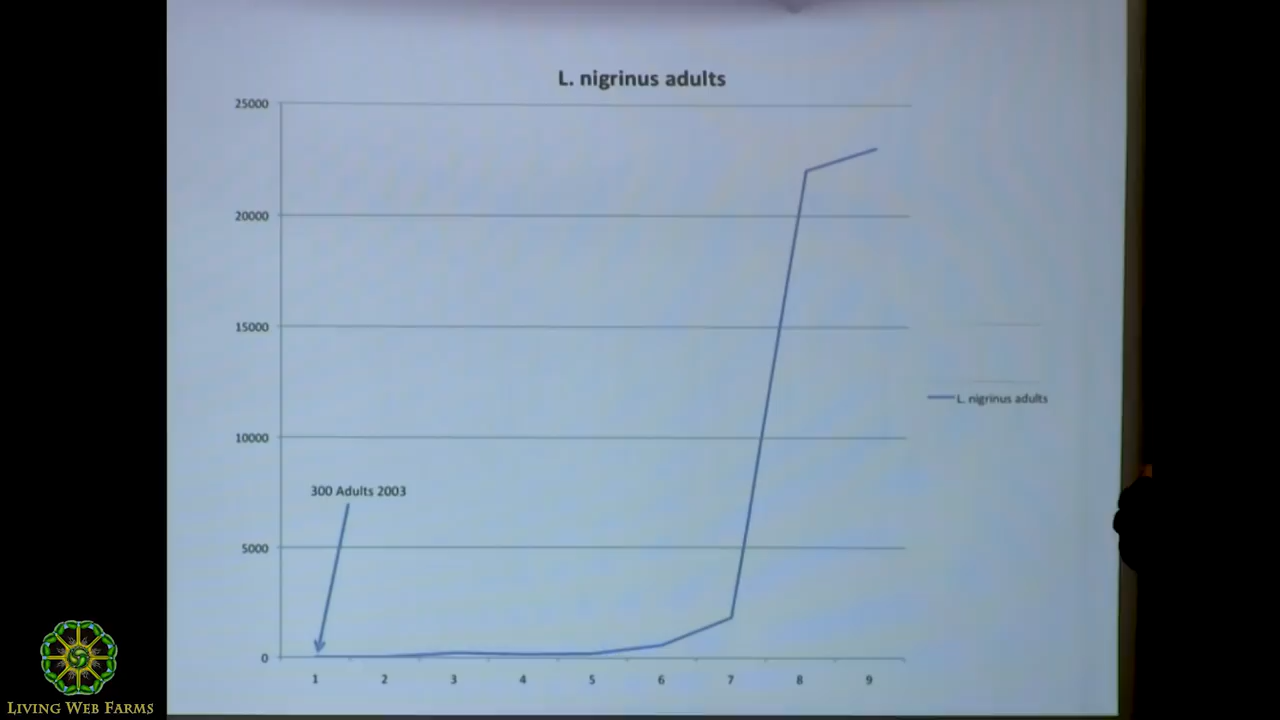 L. nigrinus adults
25000
20000
15000
10000
5000
0
300 Adults 2003
L. nigrinus adults
1 2 3 4 5 6 7 8 9
LIVING WEB FARMS